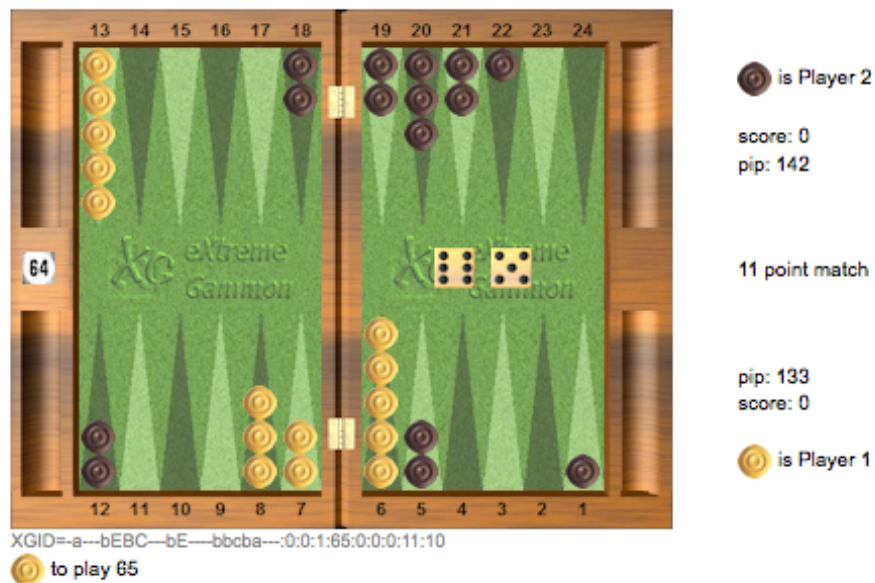 13 14 15 16 17 18 19 20 21 22 23 24
is Player 2
score: 0
pip: 142
64
eXtreme Gammon
eXtreme Gammon
11 point match
pip: 133
score: 0
is Player 1
12 11 10 9 8 7 6 5 4 3 2 1
XGID=-a---bEBC---bE----bbcba---:0:0:1:65:0:0:0:11:10
to play 65